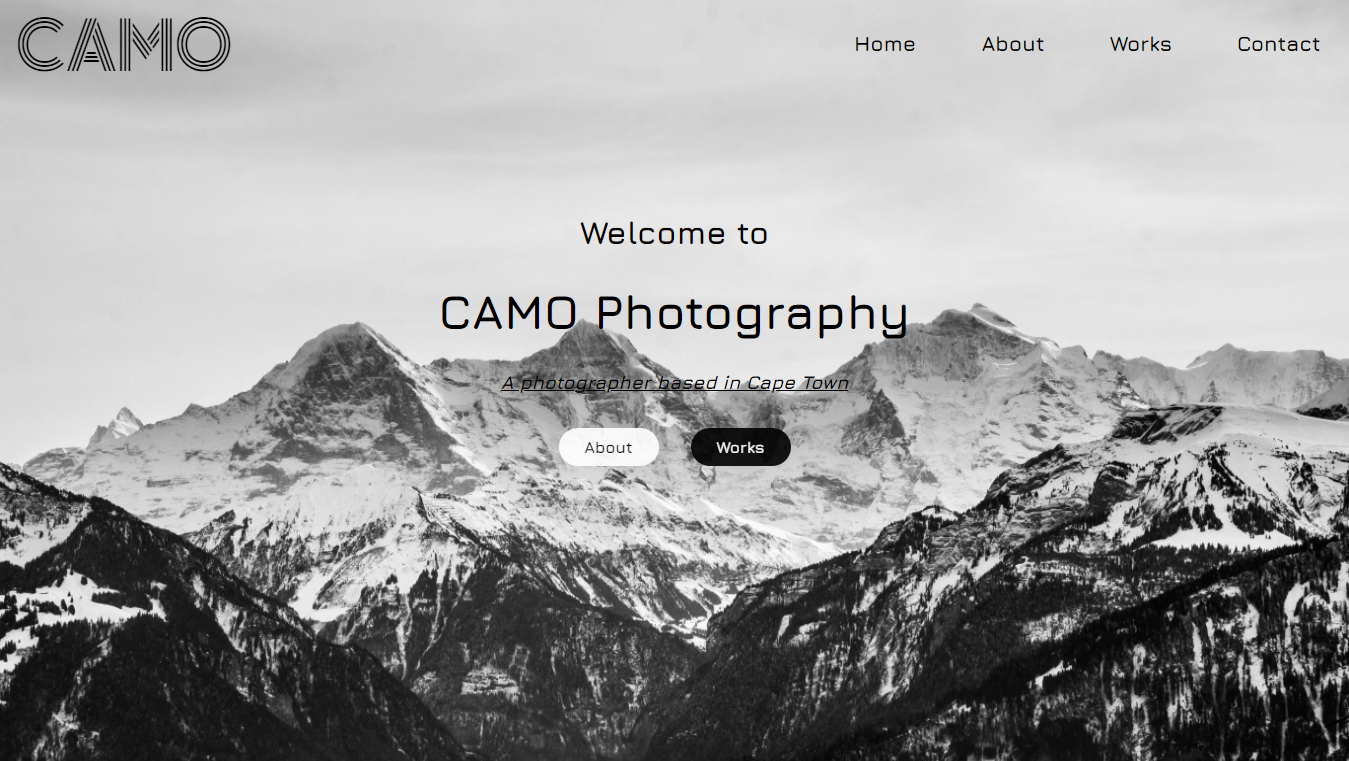 CAMO
Home About Works Contact
Welcome to
CAMO Photography
A photographer based in Cape Town
About Works